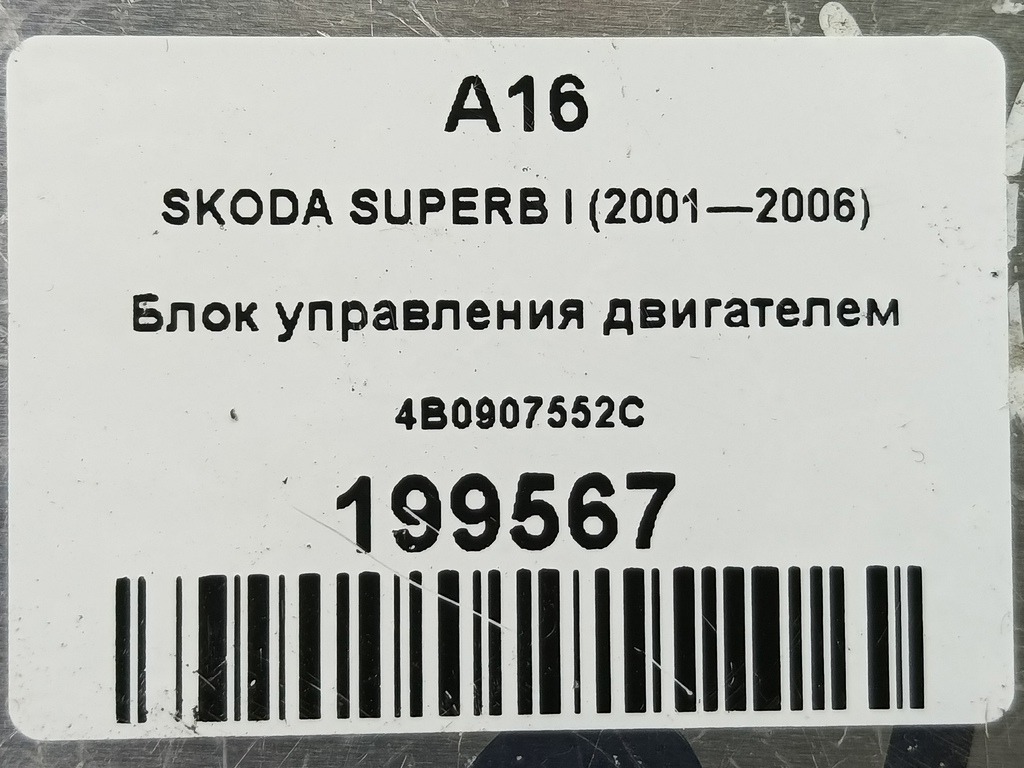 A16
SKODA SUPERB I (2001—2006)
Блок управления двигателем
4B0907552C
199567